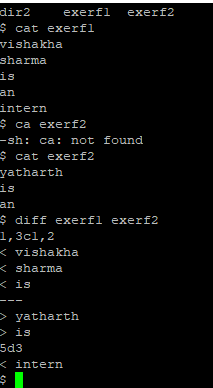 dir2 exerf1 exerf2
$ cat exerf1
vishakha
sharma
is
an
intern
$ ca exerf2
-sh: ca: not found
$ cat exerf2
yatharth
is
an
$ diff exerf1 exerf2
1,3c1,2
< vishakha
< sharma
< is
---
> yatharth
> is
5d3
< intern
$